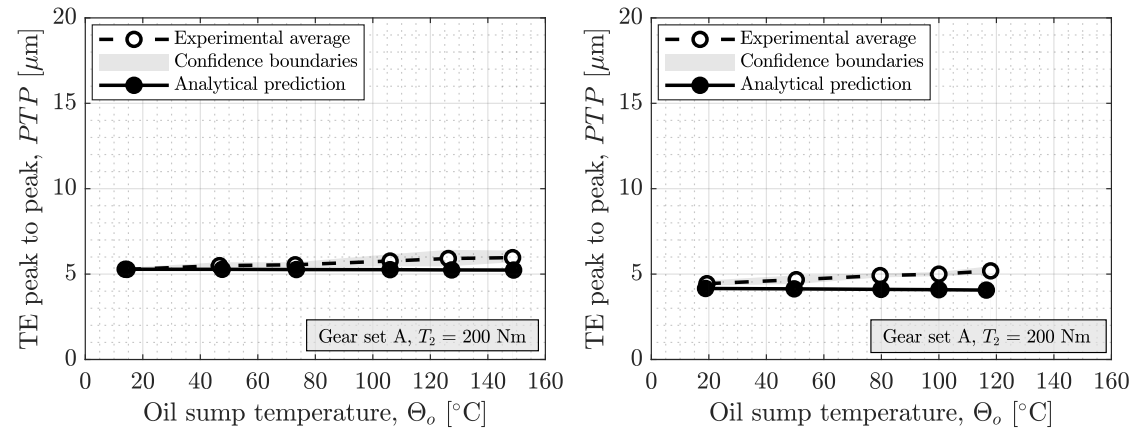 TE peak to peak, PTP [μm]
20
15
10
5
0
Experimental average
Confidence boundaries
Analytical prediction
Gear set A, T₂ = 200 Nm
0 20 40 60 80 100 120 140 160
Oil sump temperature, Θₒ [°C]
TE peak to peak, PTP [μm]
20
15
10
5
0
Experimental average
Confidence boundaries
Analytical prediction
Gear set A, T₂ = 200 Nm
0 20 40 60 80 100 120 140 160
Oil sump temperature, Θₒ [°C]